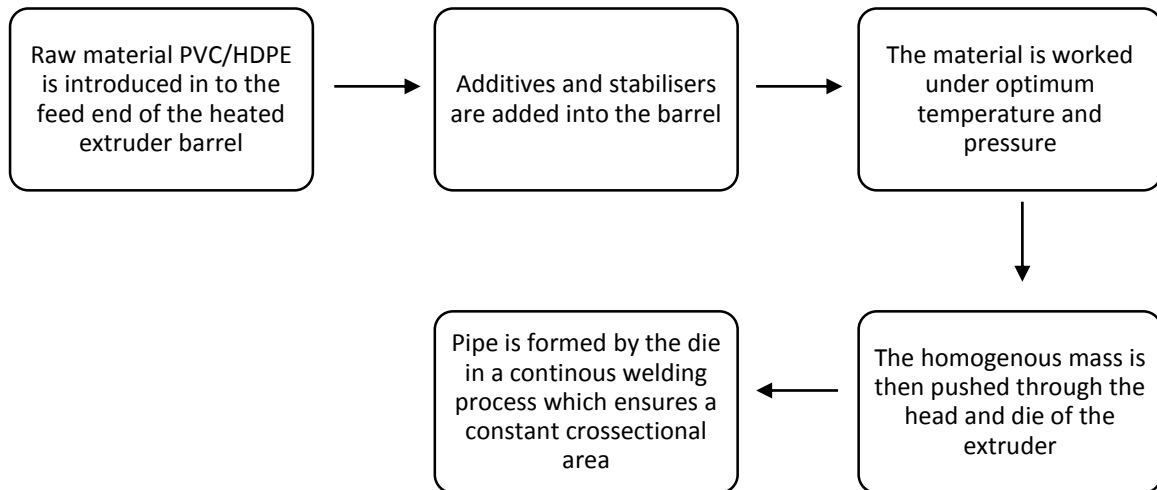 Raw material PVC/HDPE
is introduced in to the
feed end of the heated
extruder barrel
Additives and stabilisers
are added into the barrel
The material is worked
under optimum
temperature and
pressure
The homogenous mass is
then pushed through the
head and die of the
extruder
Pipe is formed by the die
in a continous welding
process which ensures a
constant crossectional
area